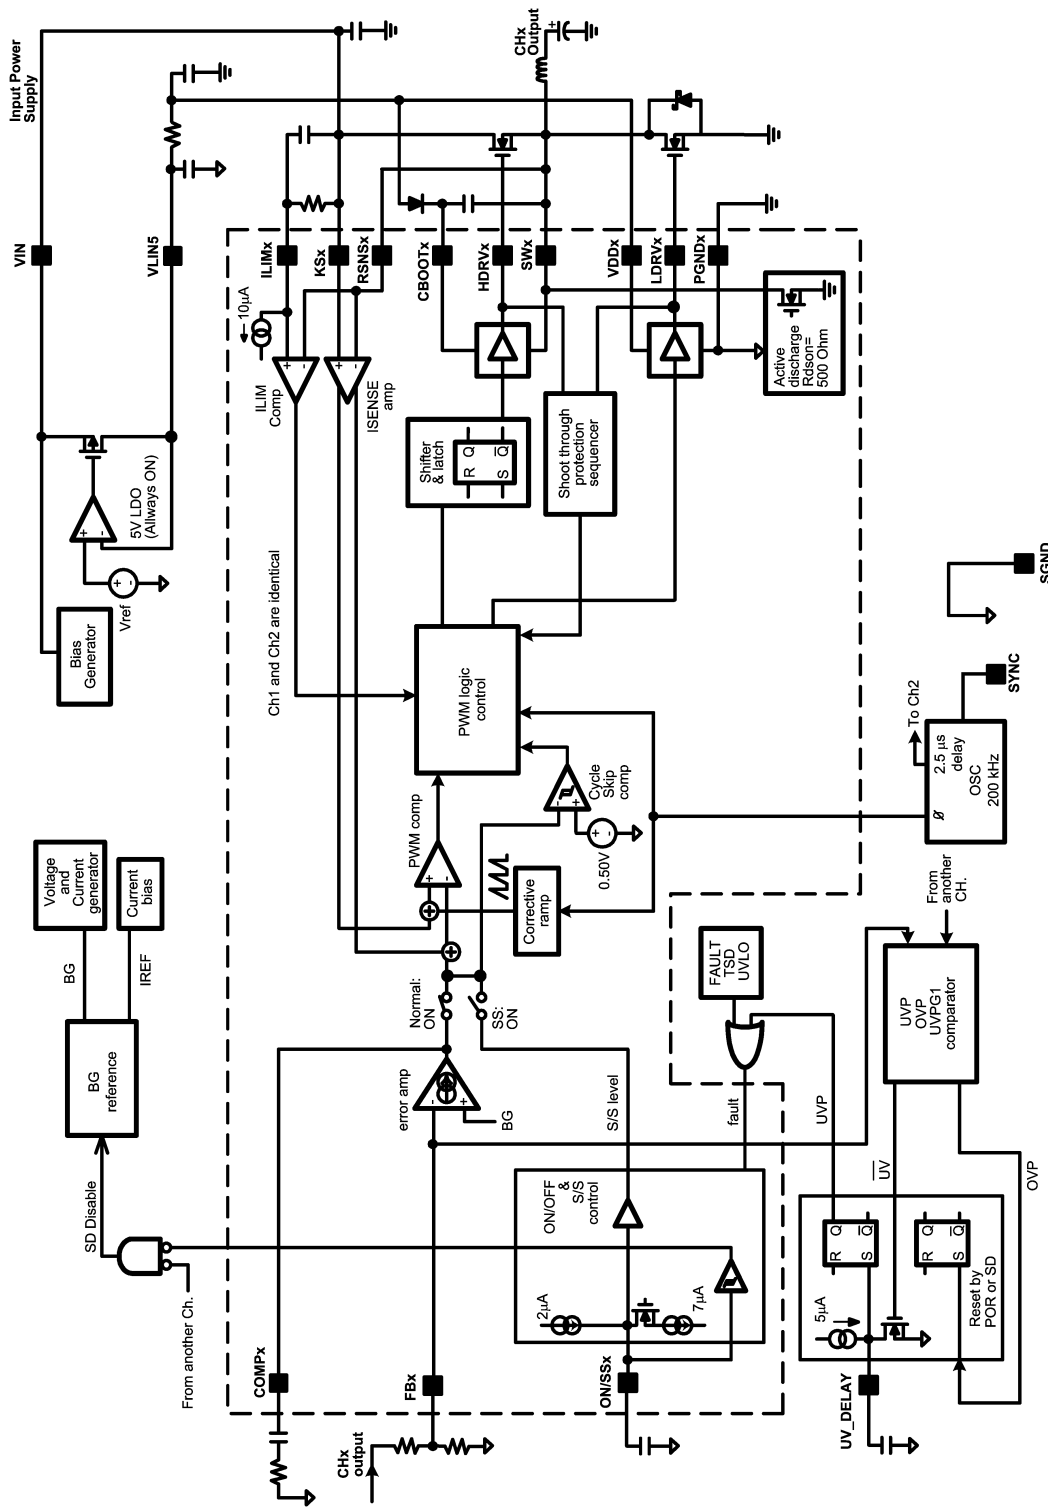 Input Power
Supply
VIN
VLIN5
5V LDO
(Allways ON)
+
-
Vref
+
-
Bias
Generator
Voltage
and
Current
generator
Current
bias
BG
IREF
BG
reference
SD Disable
From another Ch.
CHx
Output
+
ILIMx
KSx
RSNSx
CBOOTx
HDRVx
SWx
VDDx
LDRVx
PGNDx
10µA
+
-
ILIM
Comp
+
-
ISENSE
amp
Active
discharge
Rdson=
500 Ohm
Shifter
& latch
R Q
S Q
Shoot through
protection
sequencer
Ch1 and Ch2 are identical
PWM logic
control
PWM comp
+
-
Cycle
Skip
comp
-
+
0.50V
+
-
Corrective
ramp
Normal:
ON
SS:
ON
error amp
-
+
BG
S/S level
fault
FAULT
TSD
UVLO
ON/OFF
&
S/S
control
2µA
7µA
COMPx
FBx
ON/SSx
CHx
output
SGND
SYNC
To Ch2
2.5 µs
delay
OSC
200 kHz
Ø
From
another
CH.
UVP
OVP
UVPG1
comparator
UVP
UV
OVP
R Q
S Q
R Q
S Q
5µA
Reset by
POR or SD
UV_DELAY